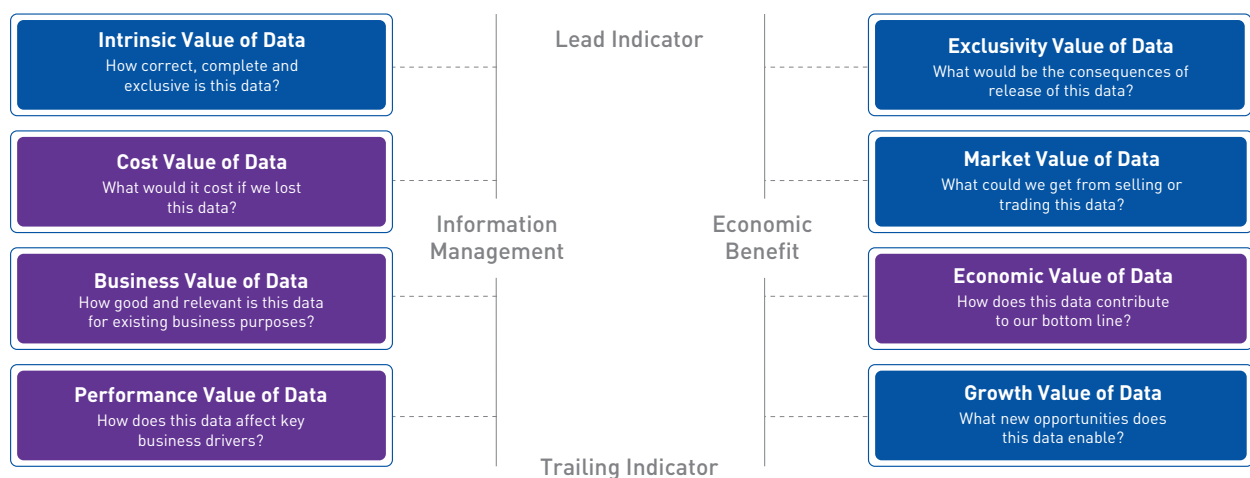 Intrinsic Value of Data
How correct, complete and
exclusive is this data?
Cost Value of Data
What would it cost if we lost
this data?
Business Value of Data
How good and relevant is this data
for existing business purposes?
Performance Value of Data
How does this data affect key
business drivers?
Lead Indicator
Information
Management
Economic
Benefit
Trailing Indicator
Exclusivity Value of Data
What would be the consequences of
release of this data?
Market Value of Data
What could we get from selling or
trading this data?
Economic Value of Data
How does this data contribute
to our bottom line?
Growth Value of Data
What new opportunities does
this data enable?